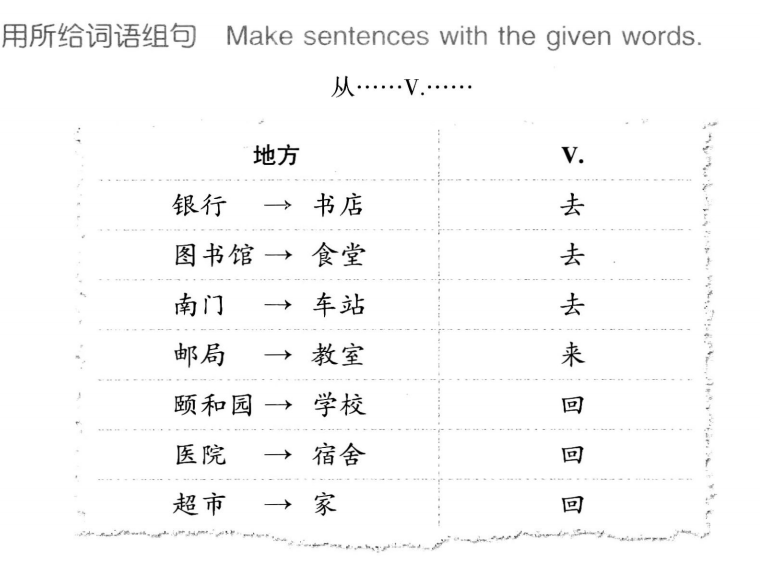 用所给词语组句 Make sentences with the given words.
从……V.……
地方 V.
银行 → 书店 去
图书馆 → 食堂 去
南门 → 车站 去
邮局 → 教室 来
颐和园 → 学校 回
医院 → 宿舍 回
超市 → 家 回